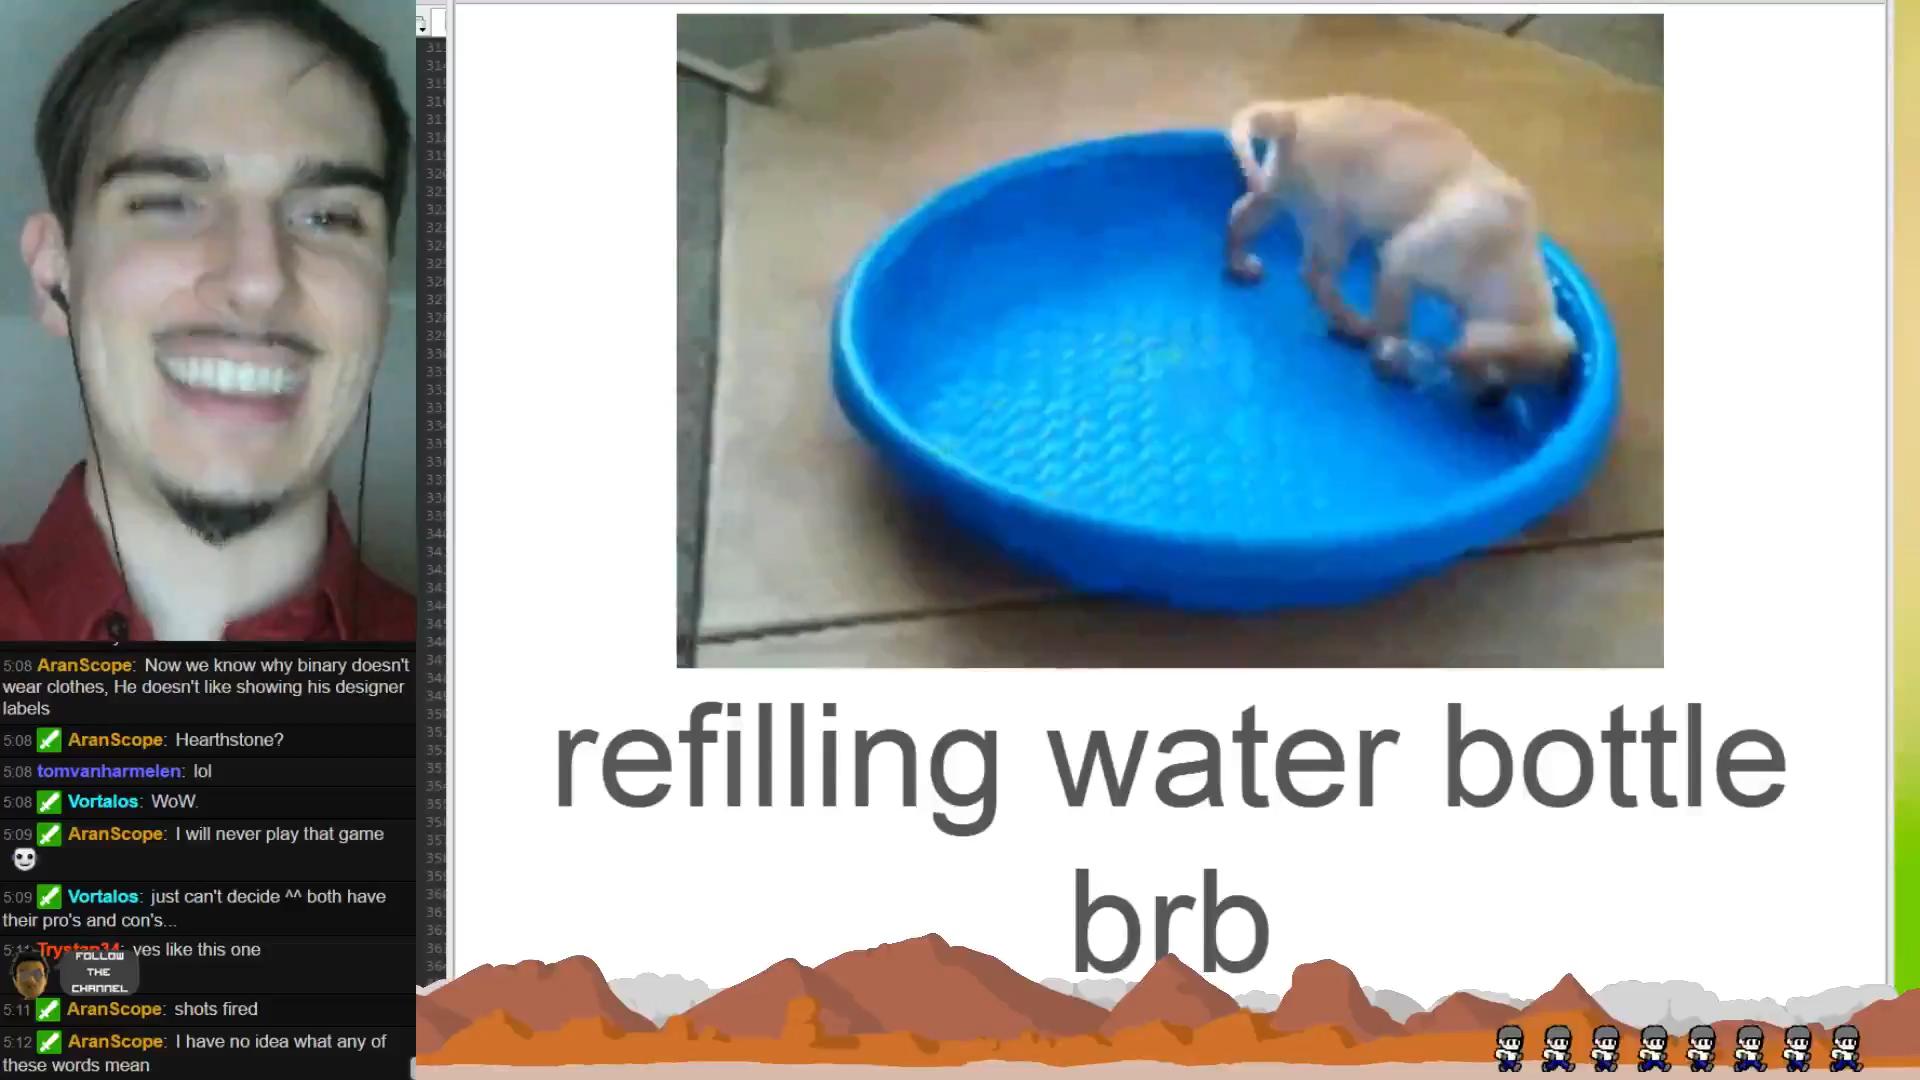 5:08 AranScope: Now we know why binary doesn't
wear clothes, He doesn't like showing his designer
labels
5:08 AranScope: Hearthstone?
5:08 tomvanharmelen: lol
5:08 Vortalos: WoW.
5:09 AranScope: I will never play that game
5:09 Vortalos: just can't decide ^^ both have
their pro's and con's...
5:11 Trystan34: yes like this one
FOLLOW
THE
CHANNEL
5:11 AranScope: shots fired
5:12 AranScope: I have no idea what any of
these words mean
refilling water bottle
brb